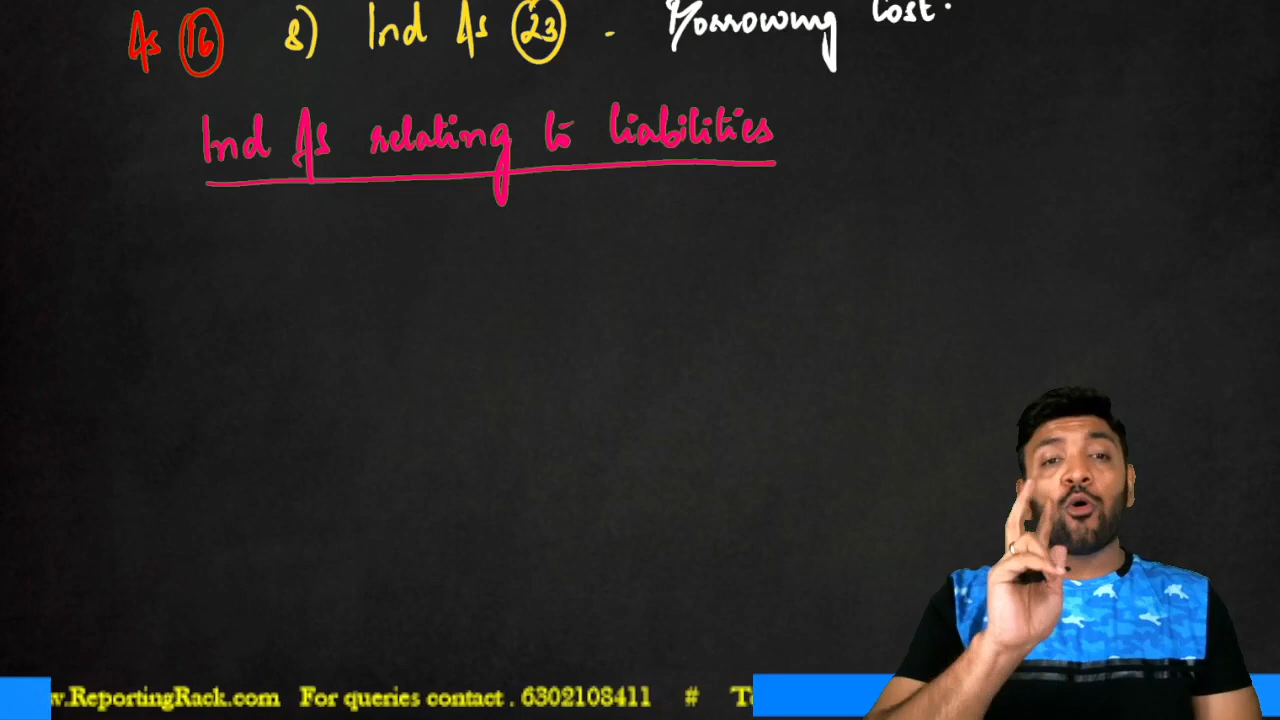 As 16 8) Ind As 23 - Borrowing Cost.
Ind As relating to liabilities
w.ReportingRack.com For queries contact . 6302108411 # Te